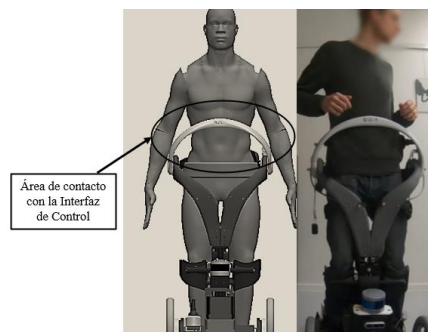 Área de contacto
con la Interfaz
de Control